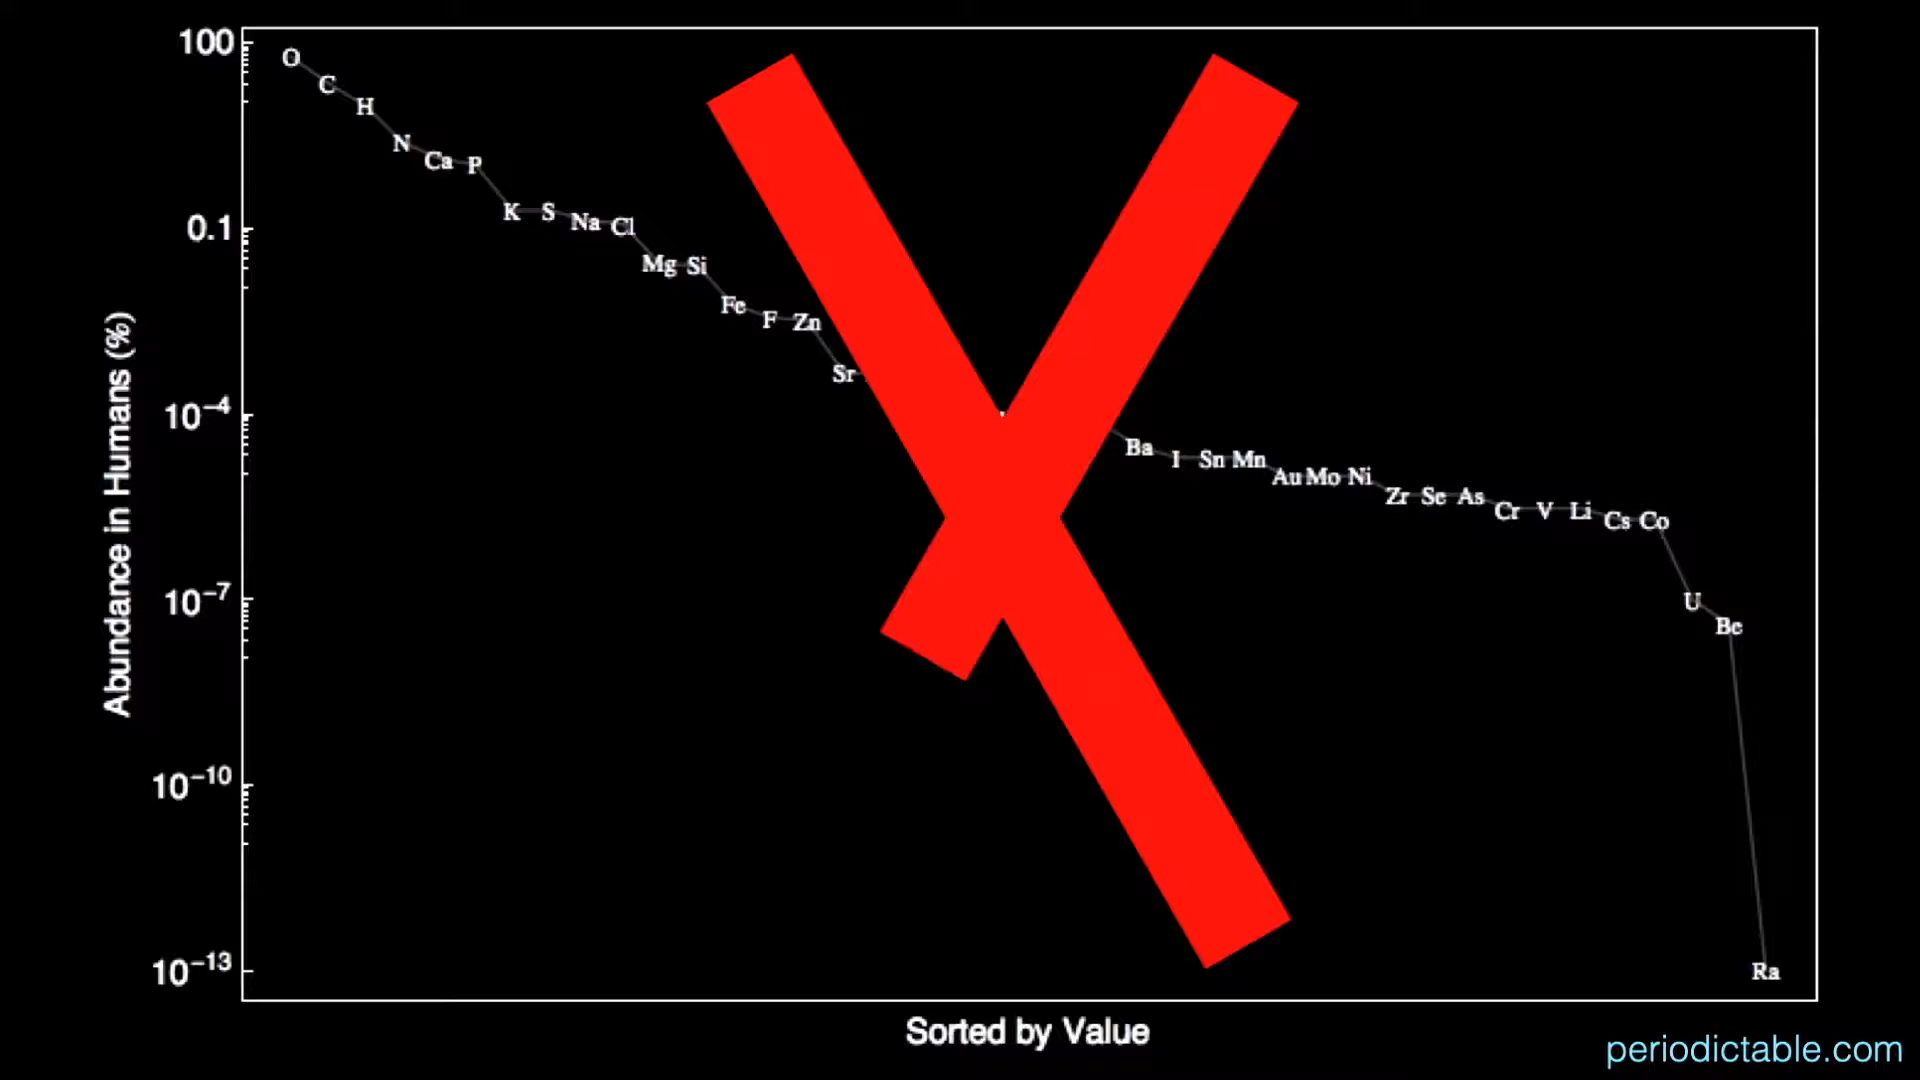 100
0.1
10⁻⁴
10⁻⁷
10⁻¹⁰
10⁻¹³
Abundance in Humans (%)
O
C
H
N
Ca
P
K
S
Na
Cl
Mg
Si
Fe
F
Zn
Sr
Ba
I
Sn
Mn
Au
Mo
Ni
Zr
Se
As
Cr
V
Li
Cs
Co
U
Be
Ra
Sorted by Value
periodictable.com